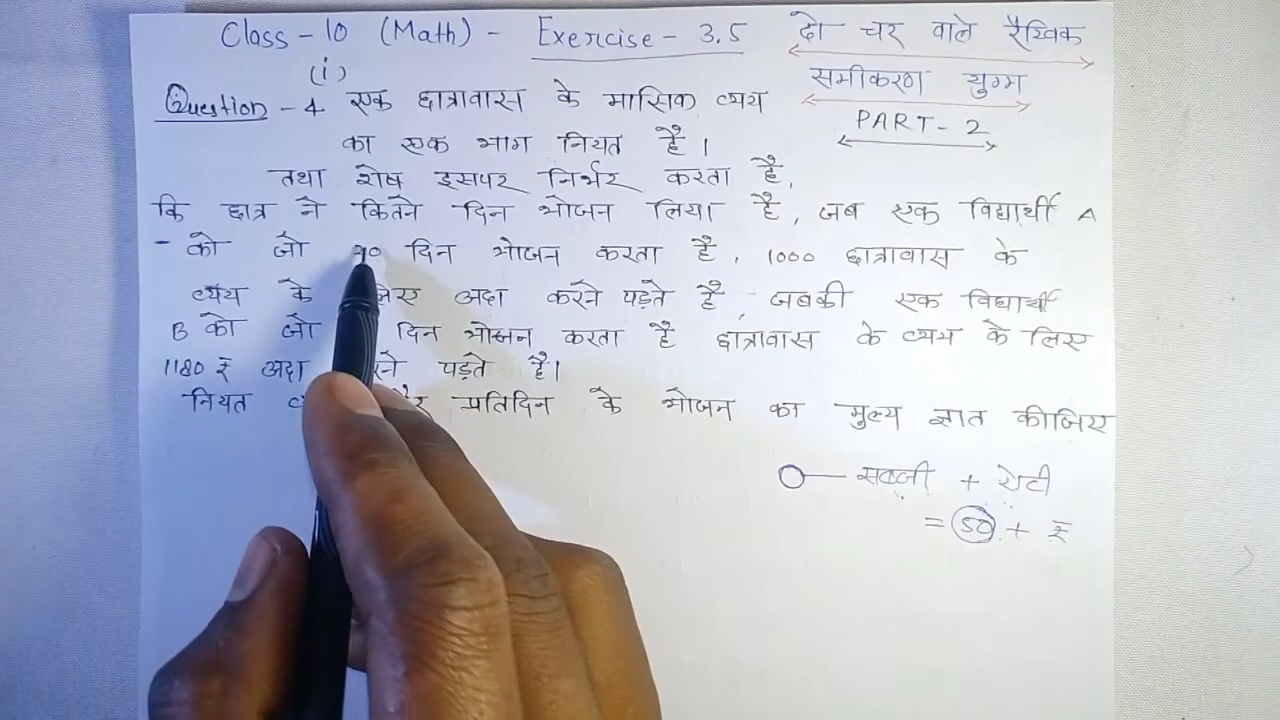 Class - 10 (Math) - Exercise - 3.5 दो चर वाले रैखिक
समीकरण युग्म
PART - 2
(i)
Question - 4 एक छात्रावास के मासिक व्यय
का एक भाग नियत है।
तथा शेष इसपर निर्भर करता है,
कि छात्र ने कितने दिन भोजन लिया है, जब एक विद्यार्थी A
- को जो दिन भोजन करता है, 1000 छात्रावास के
व्यय के अदा करने पड़ते है, जबकी एक विद्यार्थी
B को जो दिन भोजन करता है छात्रावास के व्यय के लिए
1180 ₹ अदा पड़ते है।
नियत प्रतिदिन के भोजन का मुल्य ज्ञात कीजिए
सब्जी + रोटी
= 50 + ₹